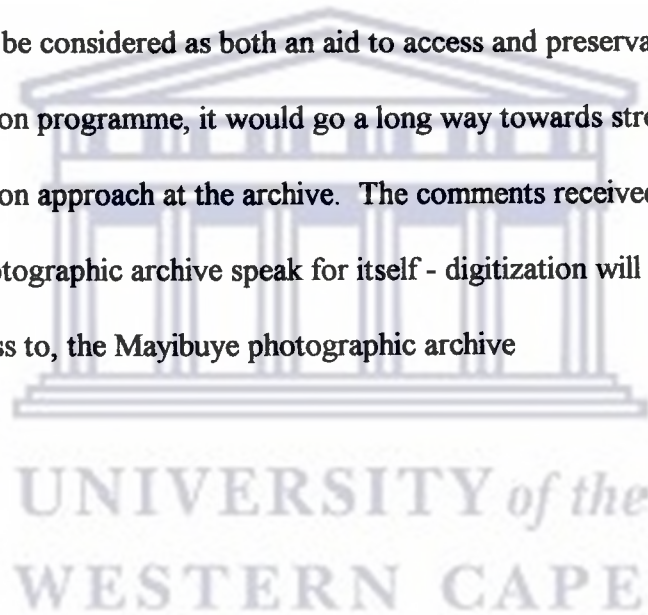 be considered as both an aid to access and preserva
on programme, it would go a long way towards stre
on approach at the archive. The comments received
otographic archive speak for itself - digitization will
ss to, the Mayibuye photographic archive
UNIVERSITY of the
WESTERN CAPE